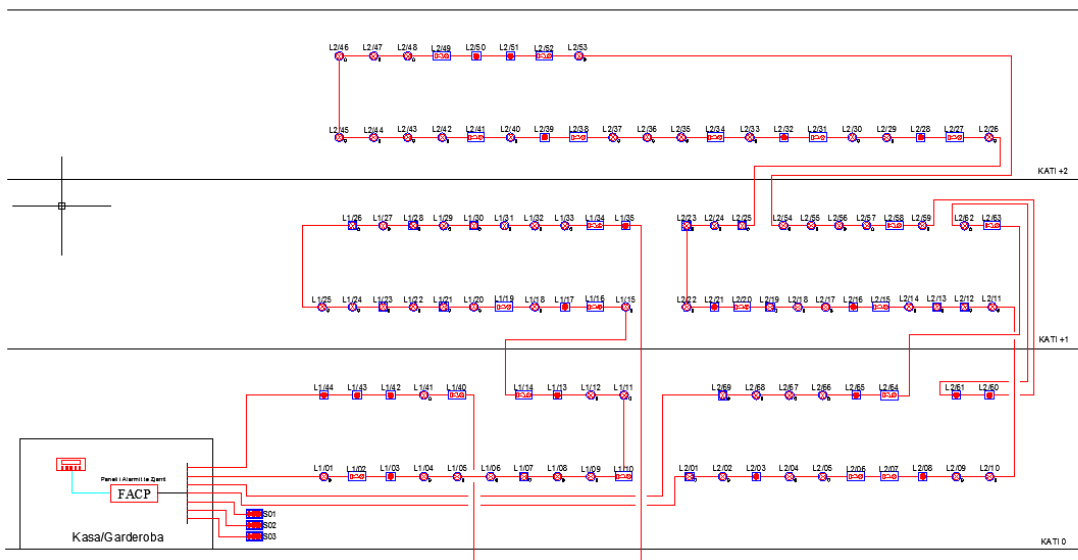 L2/46 L2/47 L2/48 L2/49 L2/50 L2/51 L2/52 L2/53
L2/45 L2/44 L2/43 L2/42 L2/41 L2/40 L2/39 L2/38 L2/37 L2/36 L2/35 L2/34 L2/33 L2/32 L2/31 L2/30 L2/29 L2/28 L2/27 L2/26
KATI +2
L1/26 L1/27 L1/28 L1/29 L1/30 L1/31 L1/32 L1/33 L1/34 L1/35 L2/23 L2/24 L2/25 L2/54 L2/55 L2/56 L2/57 L2/58 L2/59 L2/62 L2/63
L1/25 L1/24 L1/23 L1/22 L1/21 L1/20 L1/19 L1/18 L1/17 L1/16 L1/15 L2/22 L2/21 L2/20 L2/19 L2/18 L2/17 L2/16 L2/15 L2/14 L2/13 L2/12 L2/11
KATI +1
L1/44 L1/43 L1/42 L1/41 L1/40 L1/14 L1/13 L1/12 L1/11 L2/69 L2/68 L2/67 L2/66 L2/65 L2/64 L2/61 L2/60
L1/01 L1/02 L1/03 L1/04 L1/05 L1/06 L1/07 L1/08 L1/09 L1/10 L2/01 L2/02 L2/03 L2/04 L2/05 L2/06 L2/07 L2/08 L2/09 L2/10
Paneli i Alarmit te Zjarrit
FACP
S01
S02
S03
Kasa/Garderoba
KATI 0